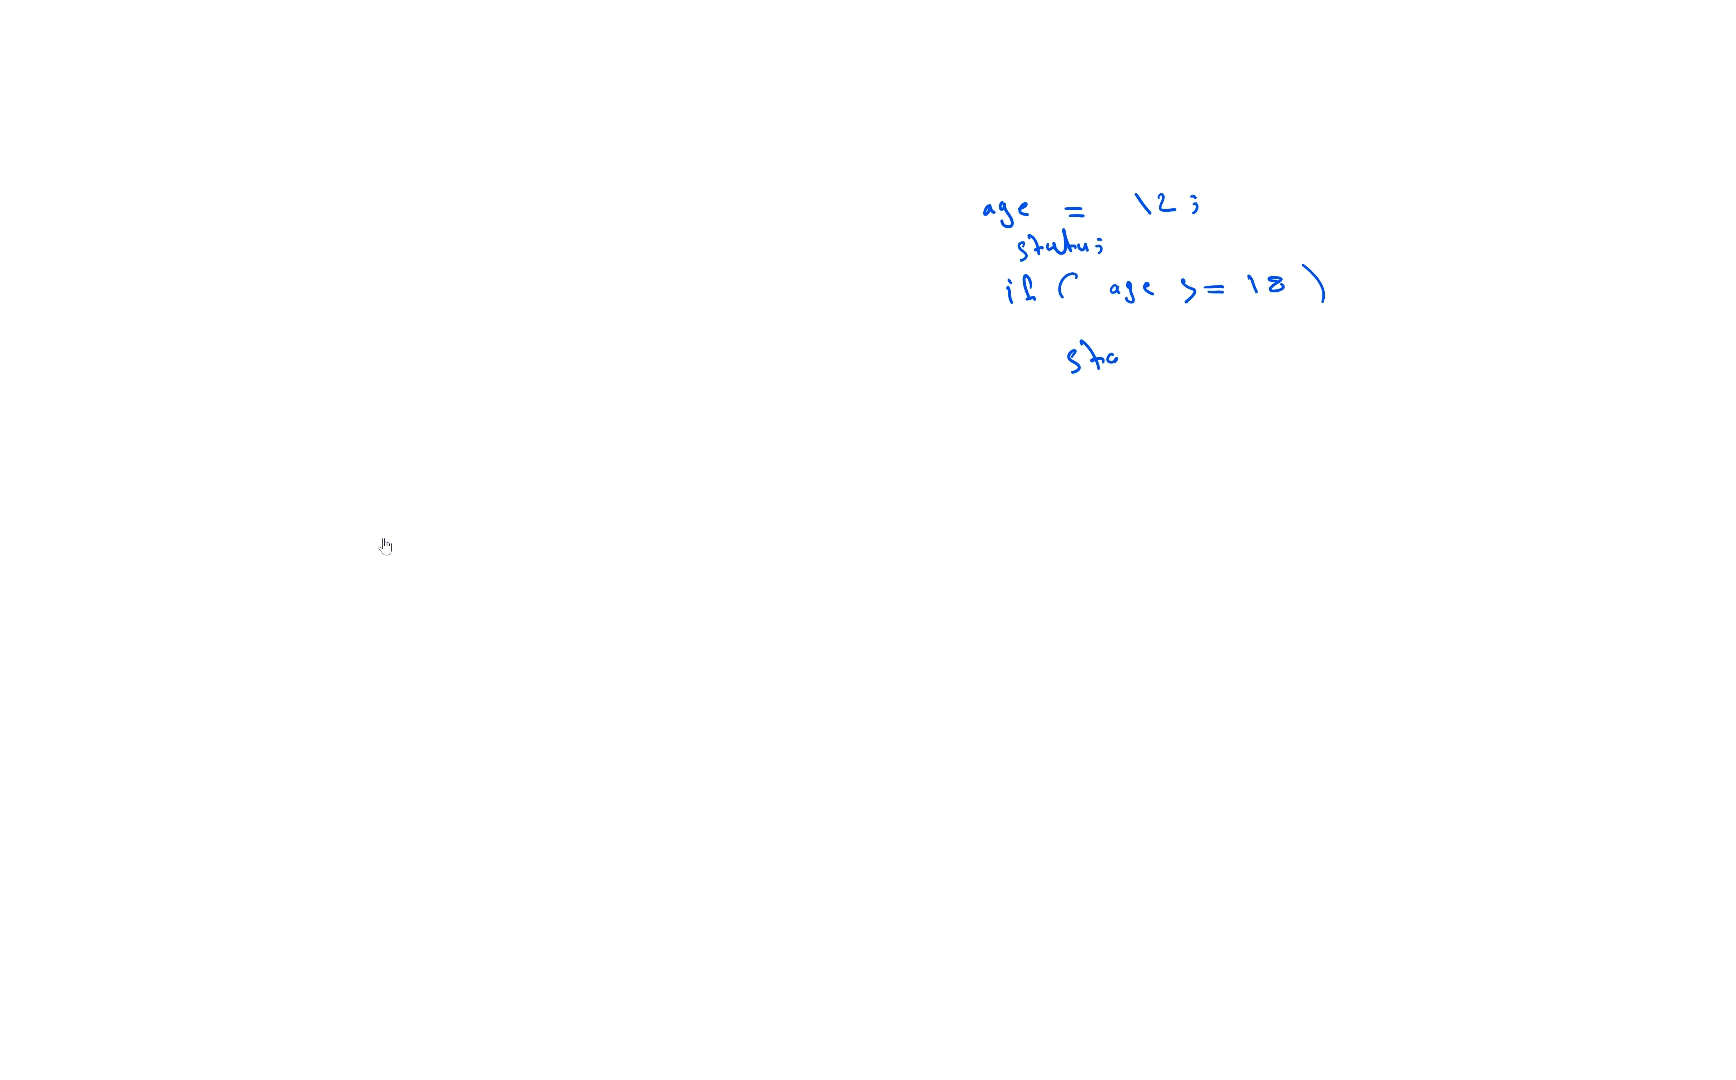 age = 12;
status;
if ( age >= 18 )
sta